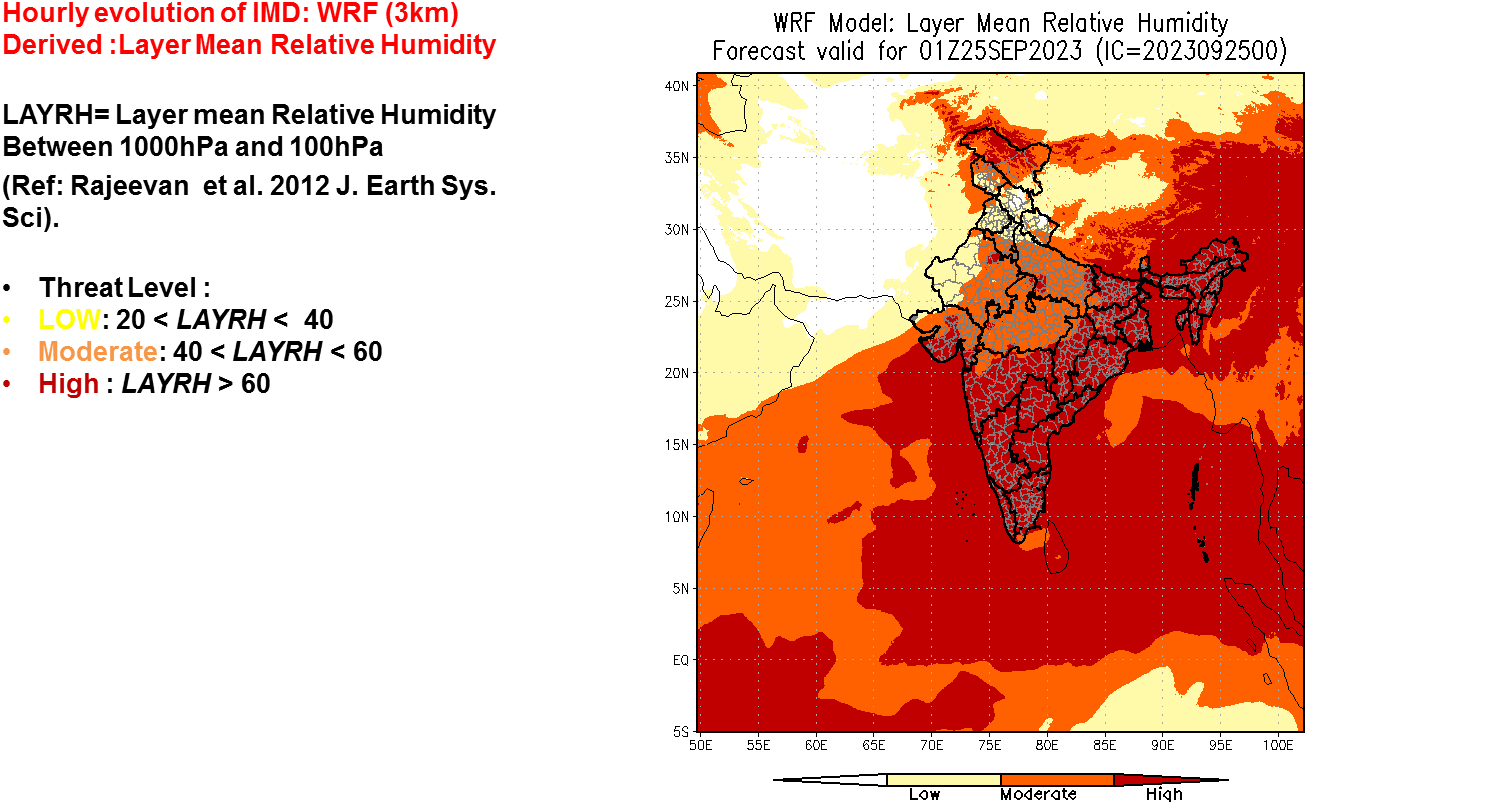 Hourly evolution of IMD: WRF (3km)
Derived :Layer Mean Relative Humidity
LAYRH= Layer mean Relative Humidity
Between 1000hPa and 100hPa
(Ref: Rajeevan et al. 2012 J. Earth Sys.
Sci).
• Threat Level :
• LOW: 20 < LAYRH < 40
• Moderate: 40 < LAYRH < 60
• High : LAYRH > 60
WRF Model: Layer Mean Relative Humidity
Forecast valid for 01Z25SEP2023 (IC=2023092500)
40N
35N
30N
25N
20N
15N
10N
5N
EQ
5S
50E 55E 60E 65E 70E 75E 80E 85E 90E 95E 100E
Low Moderate High